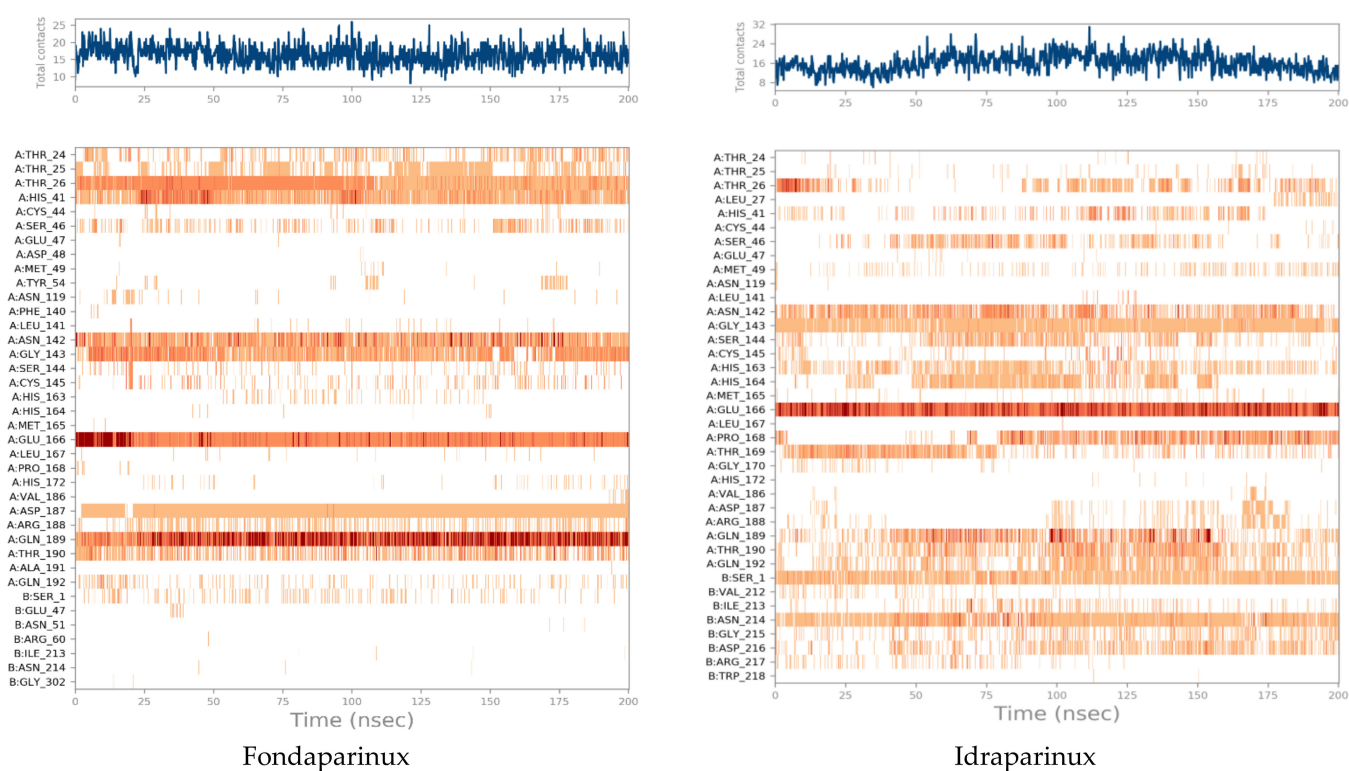 Total contacts
25
20
15
10
0 25 50 75 100 125 150 175 200
A:THR_24
A:THR_25
A:THR_26
A:HIS_41
A:CYS_44
A:SER_46
A:GLU_47
A:ASP_48
A:MET_49
A:TYR_54
A:ASN_119
A:PHE_140
A:LEU_141
A:ASN_142
A:GLY_143
A:SER_144
A:CYS_145
A:HIS_163
A:HIS_164
A:MET_165
A:GLU_166
A:LEU_167
A:PRO_168
A:HIS_172
A:VAL_186
A:ASP_187
A:ARG_188
A:GLN_189
A:THR_190
A:ALA_191
A:GLN_192
B:SER_1
B:GLU_47
B:ASN_51
B:ARG_60
B:ILE_213
B:ASN_214
B:GLY_302
0 25 50 75 100 125 150 175 200
Time (nsec)
Fondaparinux
Total contacts
32
24
16
8
0 25 50 75 100 125 150 175 200
A:THR_24
A:THR_25
A:THR_26
A:LEU_27
A:HIS_41
A:CYS_44
A:SER_46
A:GLU_47
A:MET_49
A:ASN_119
A:LEU_141
A:ASN_142
A:GLY_143
A:SER_144
A:CYS_145
A:HIS_163
A:HIS_164
A:MET_165
A:GLU_166
A:LEU_167
A:PRO_168
A:THR_169
A:GLY_170
A:HIS_172
A:VAL_186
A:ASP_187
A:ARG_188
A:GLN_189
A:THR_190
A:GLN_192
B:SER_1
B:VAL_212
B:ILE_213
B:ASN_214
B:GLY_215
B:ASP_216
B:ARG_217
B:TRP_218
0 25 50 75 100 125 150 175 200
Time (nsec)
Idraparinux